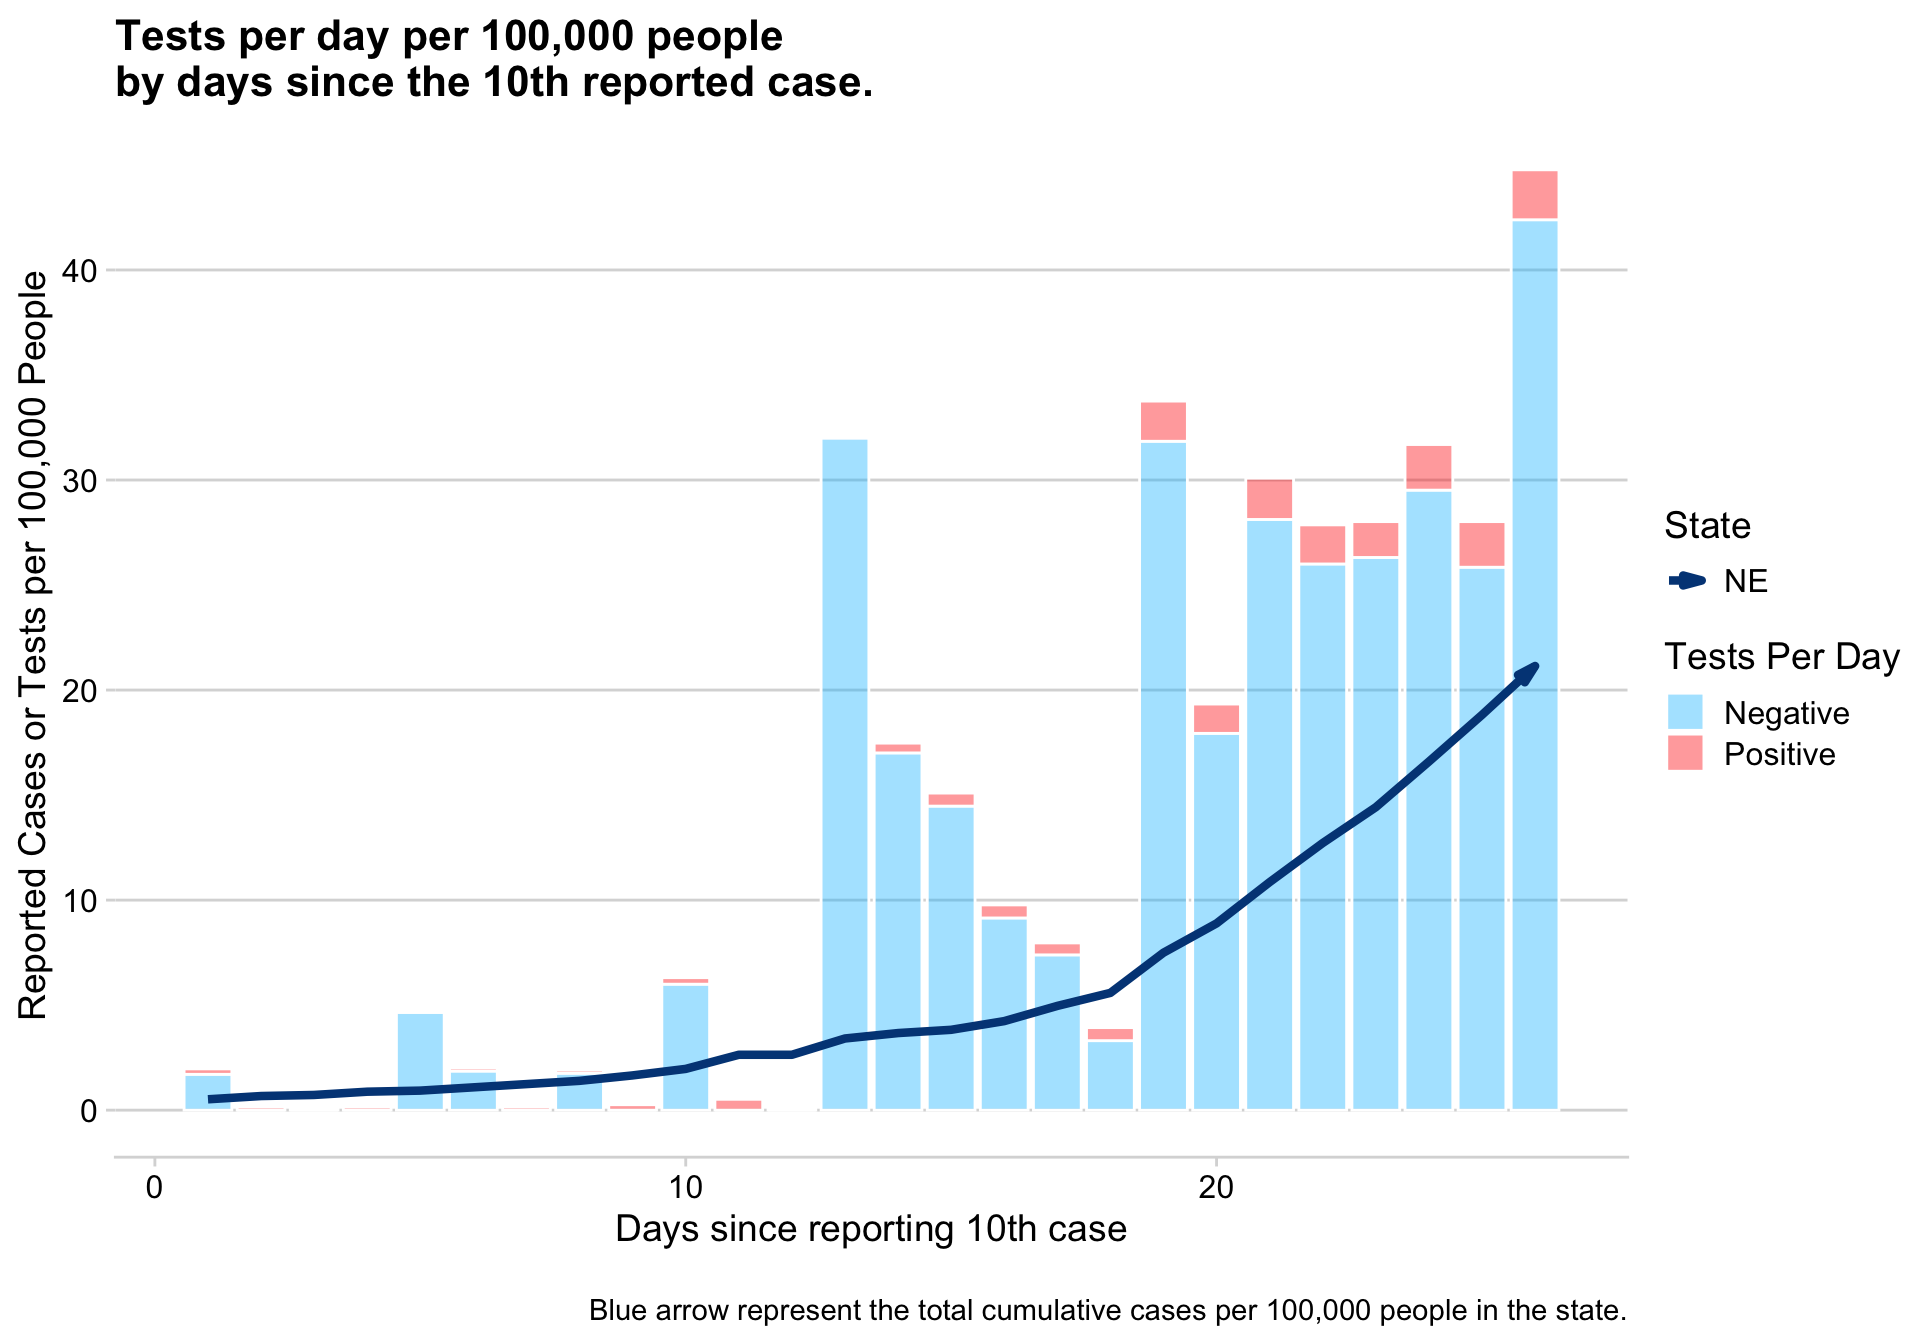 Tests per day per 100,000 people
by days since the 10th reported case.
Reported Cases or Tests per 100,000 People
40
30
20
10
0
0
10
20
Days since reporting 10th case
State
NE
Tests Per Day
Negative
Positive
Blue arrow represent the total cumulative cases per 100,000 people in the state.